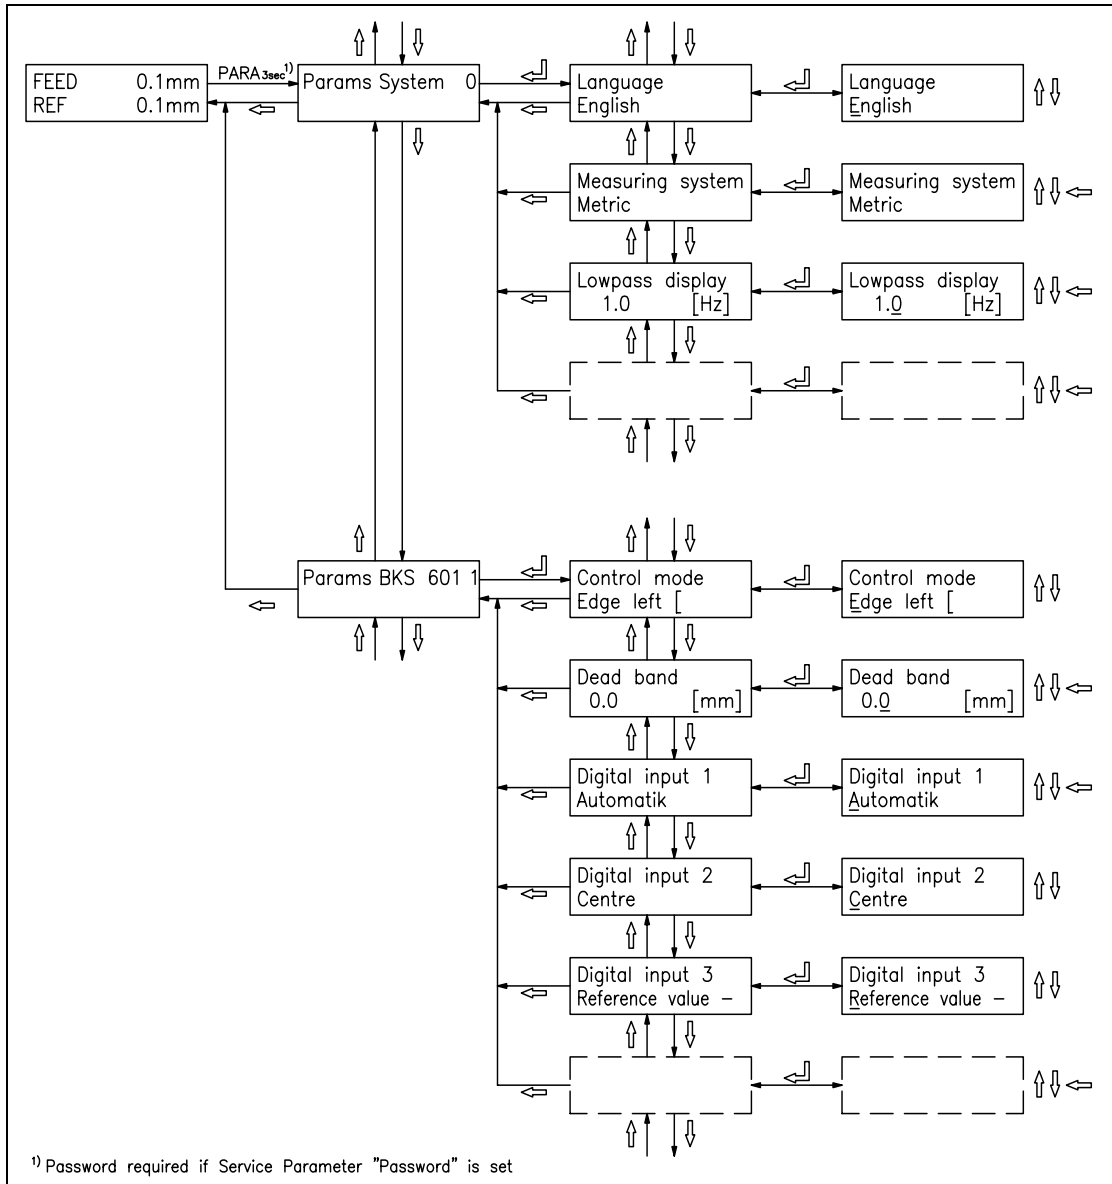 FEED 0.1mm
REF 0.1mm
PARA 3sec 1)
Params System 0
Language
English
Language
English
Measuring system
Metric
Measuring system
Metric
Lowpass display
1.0 [Hz]
Lowpass display
1.0 [Hz]
Params BKS 601 1
Control mode
Edge left [
Control mode
Edge left [
Dead band
0.0 [mm]
Dead band
0.0 [mm]
Digital input 1
Automatik
Digital input 1
Automatik
Digital input 2
Centre
Digital input 2
Centre
Digital input 3
Reference value –
Digital input 3
Reference value –
1) Password required if Service Parameter "Password" is set